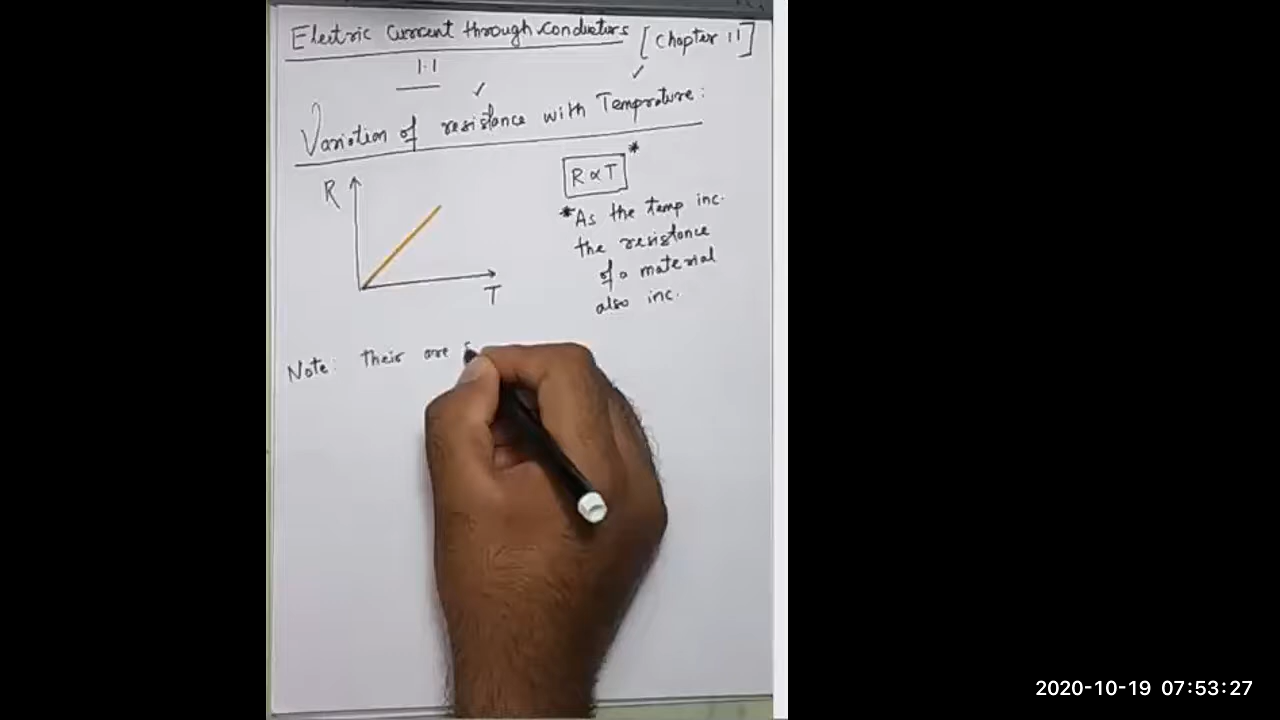 Electric Current through Conductors [Chapter 11]
1.1
Variation of resistance with Temprature:
R
R ∝ T *
*As the temp inc.
the resistance
of a material
also inc.
T
Note: Their are
2020-10-19 07:53:27